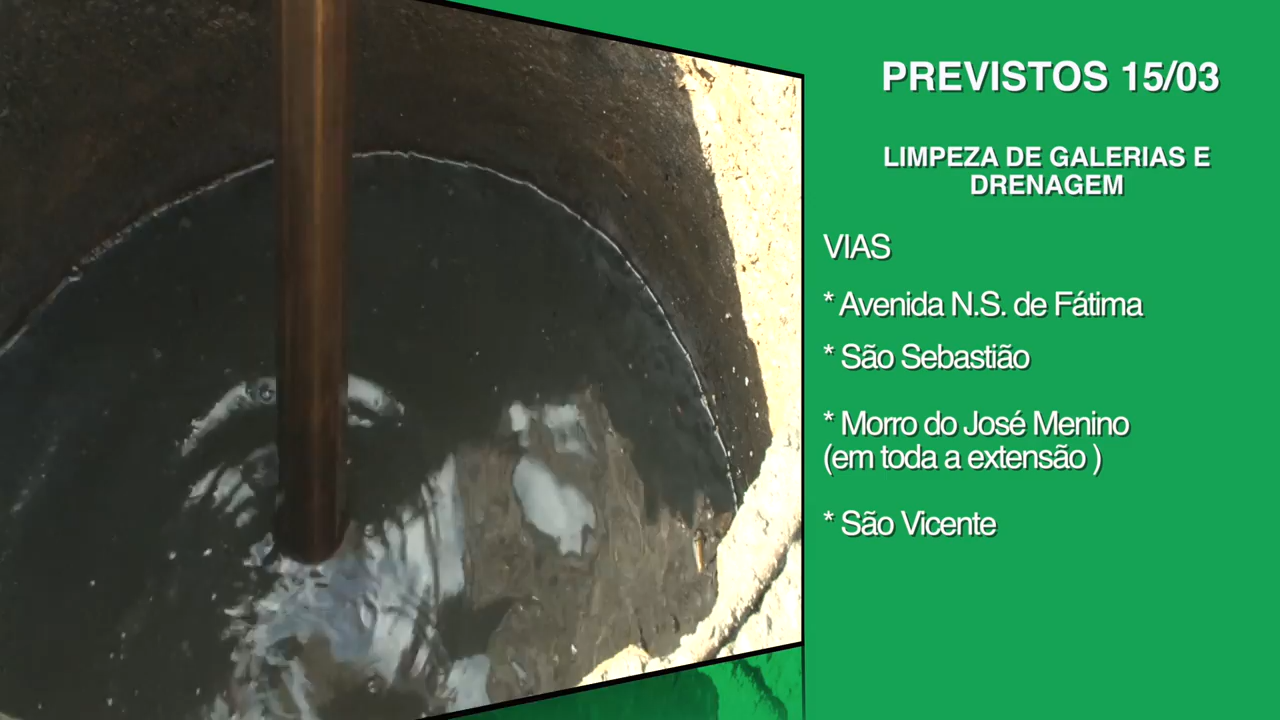 PREVISTOS 15/03
LIMPEZA DE GALERIAS E
DRENAGEM
VIAS
* Avenida N.S. de Fátima
* São Sebastião
* Morro do José Menino
(em toda a extensão )
* São Vicente